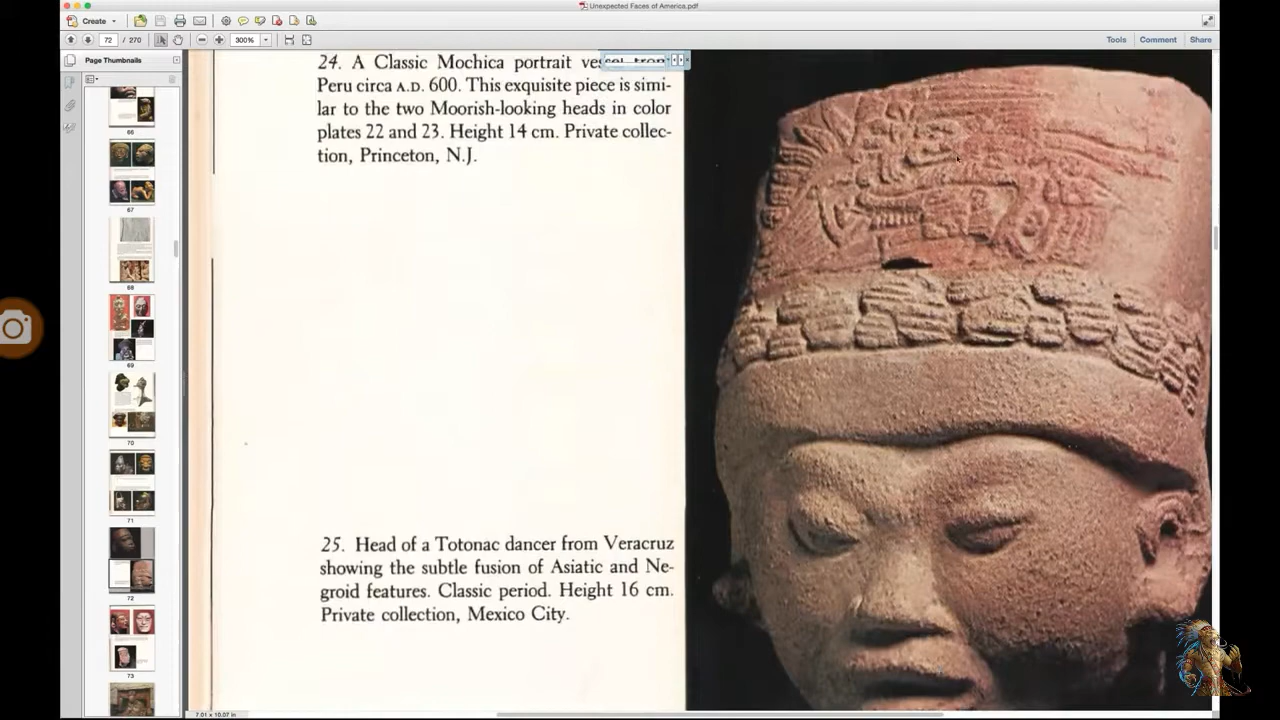 Unexpected Faces of America.pdf
Create
72 / 270
300%
Tools
Comment
Share
Page Thumbnails
24. A Classic Mochica portrait vessel from
Peru circa A.D. 600. This exquisite piece is simi-
lar to the two Moorish-looking heads in color
plates 22 and 23. Height 14 cm. Private collec-
tion, Princeton, N.J.
25. Head of a Totonac dancer from Veracruz
showing the subtle fusion of Asiatic and Ne-
groid features. Classic period. Height 16 cm.
Private collection, Mexico City.
66
67
68
69
70
71
72
73
7.01 x 10.07 in